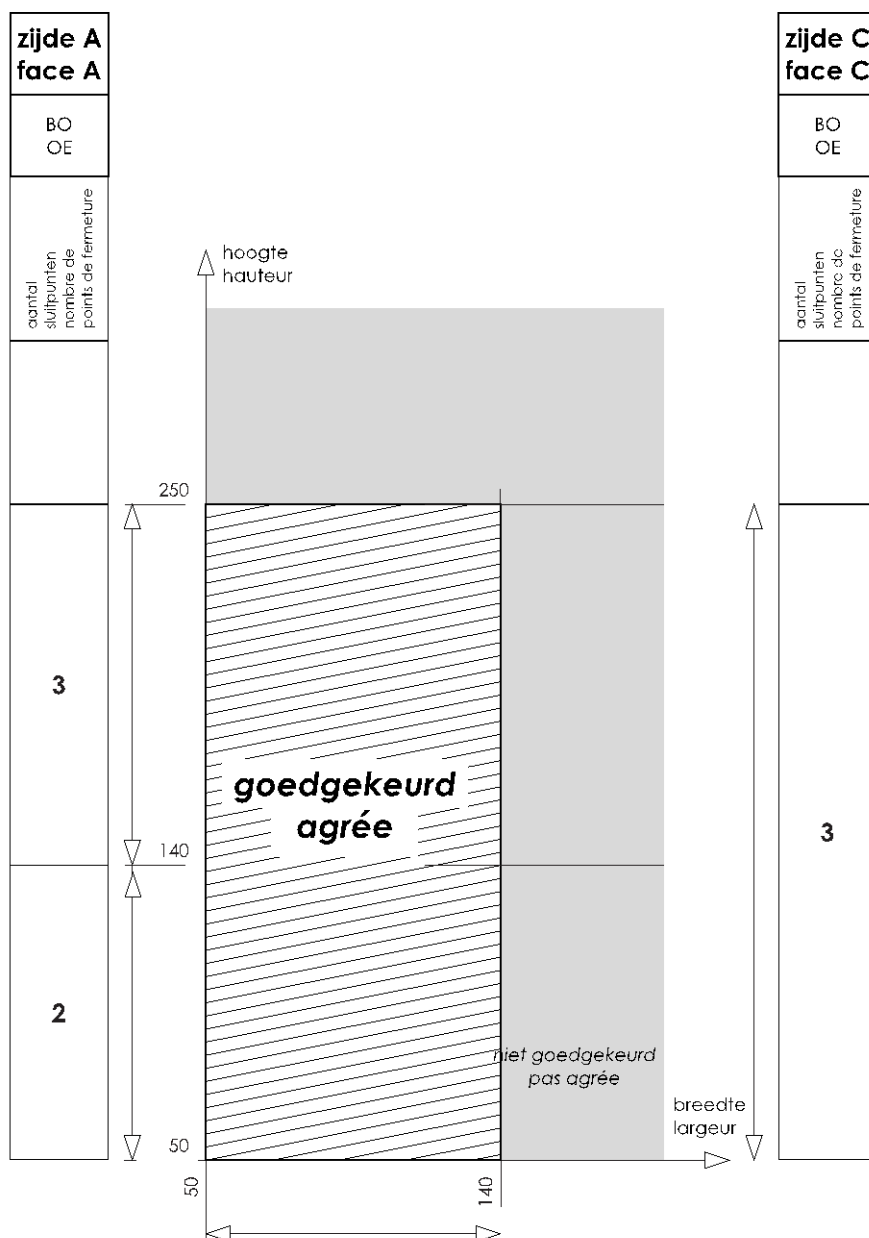 zijde A
face A
BO
OE
aantal
sluitpunten
nombre de
points de fermeture
3
2
hoogte
hauteur
250
140
50
goedgekeurd
agrée
niet goedgekeurd
pas agrée
breedte
largeur
50
140
zijde C
face C
BO
OE
aantal
sluitpunten
nombre de
points de fermeture
3